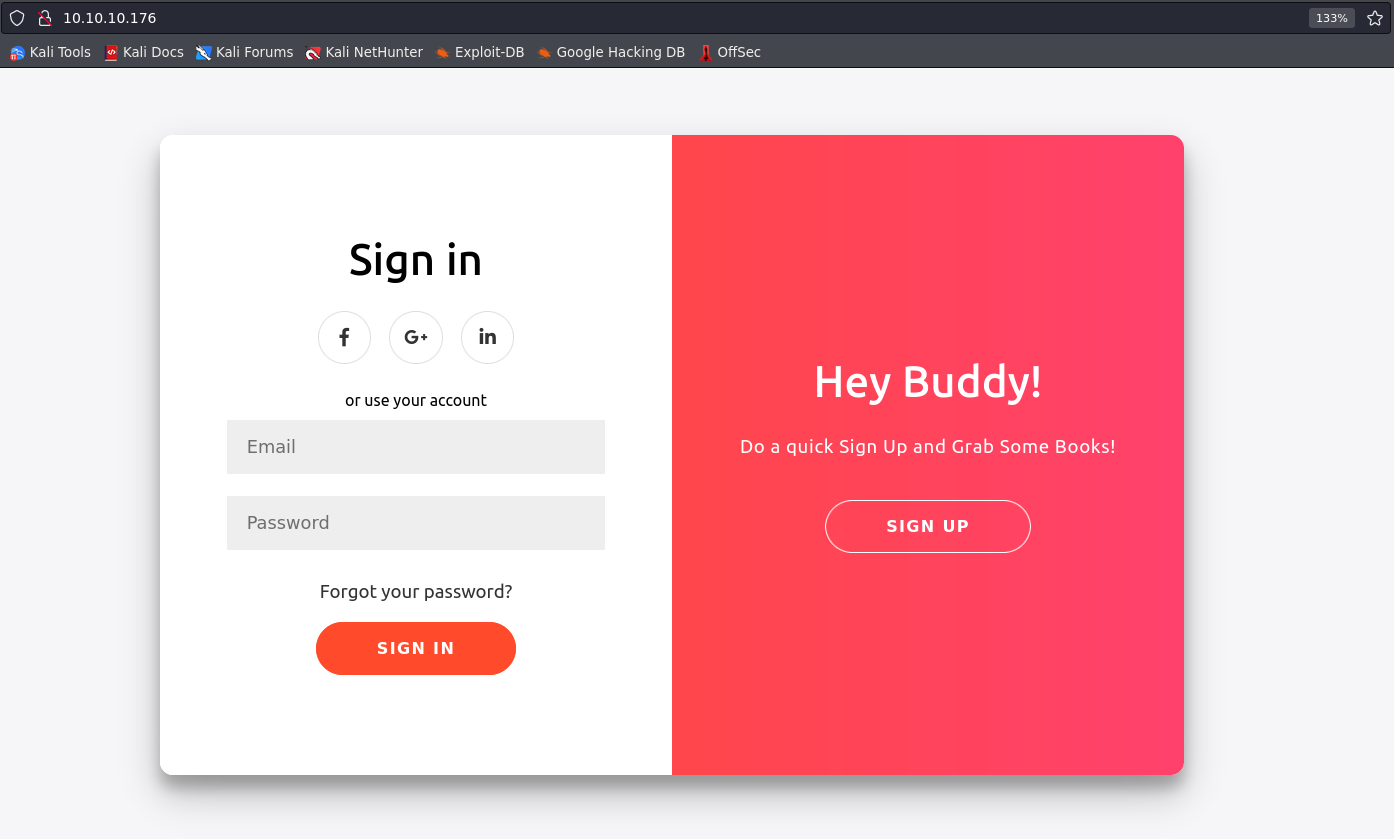 10.10.10.176
133%
Kali Tools Kali Docs Kali Forums Kali NetHunter Exploit-DB Google Hacking DB OffSec
Sign in
G+
or use your account
Email
Password
Forgot your password?
SIGN IN
Hey Buddy!
Do a quick Sign Up and Grab Some Books!
SIGN UP